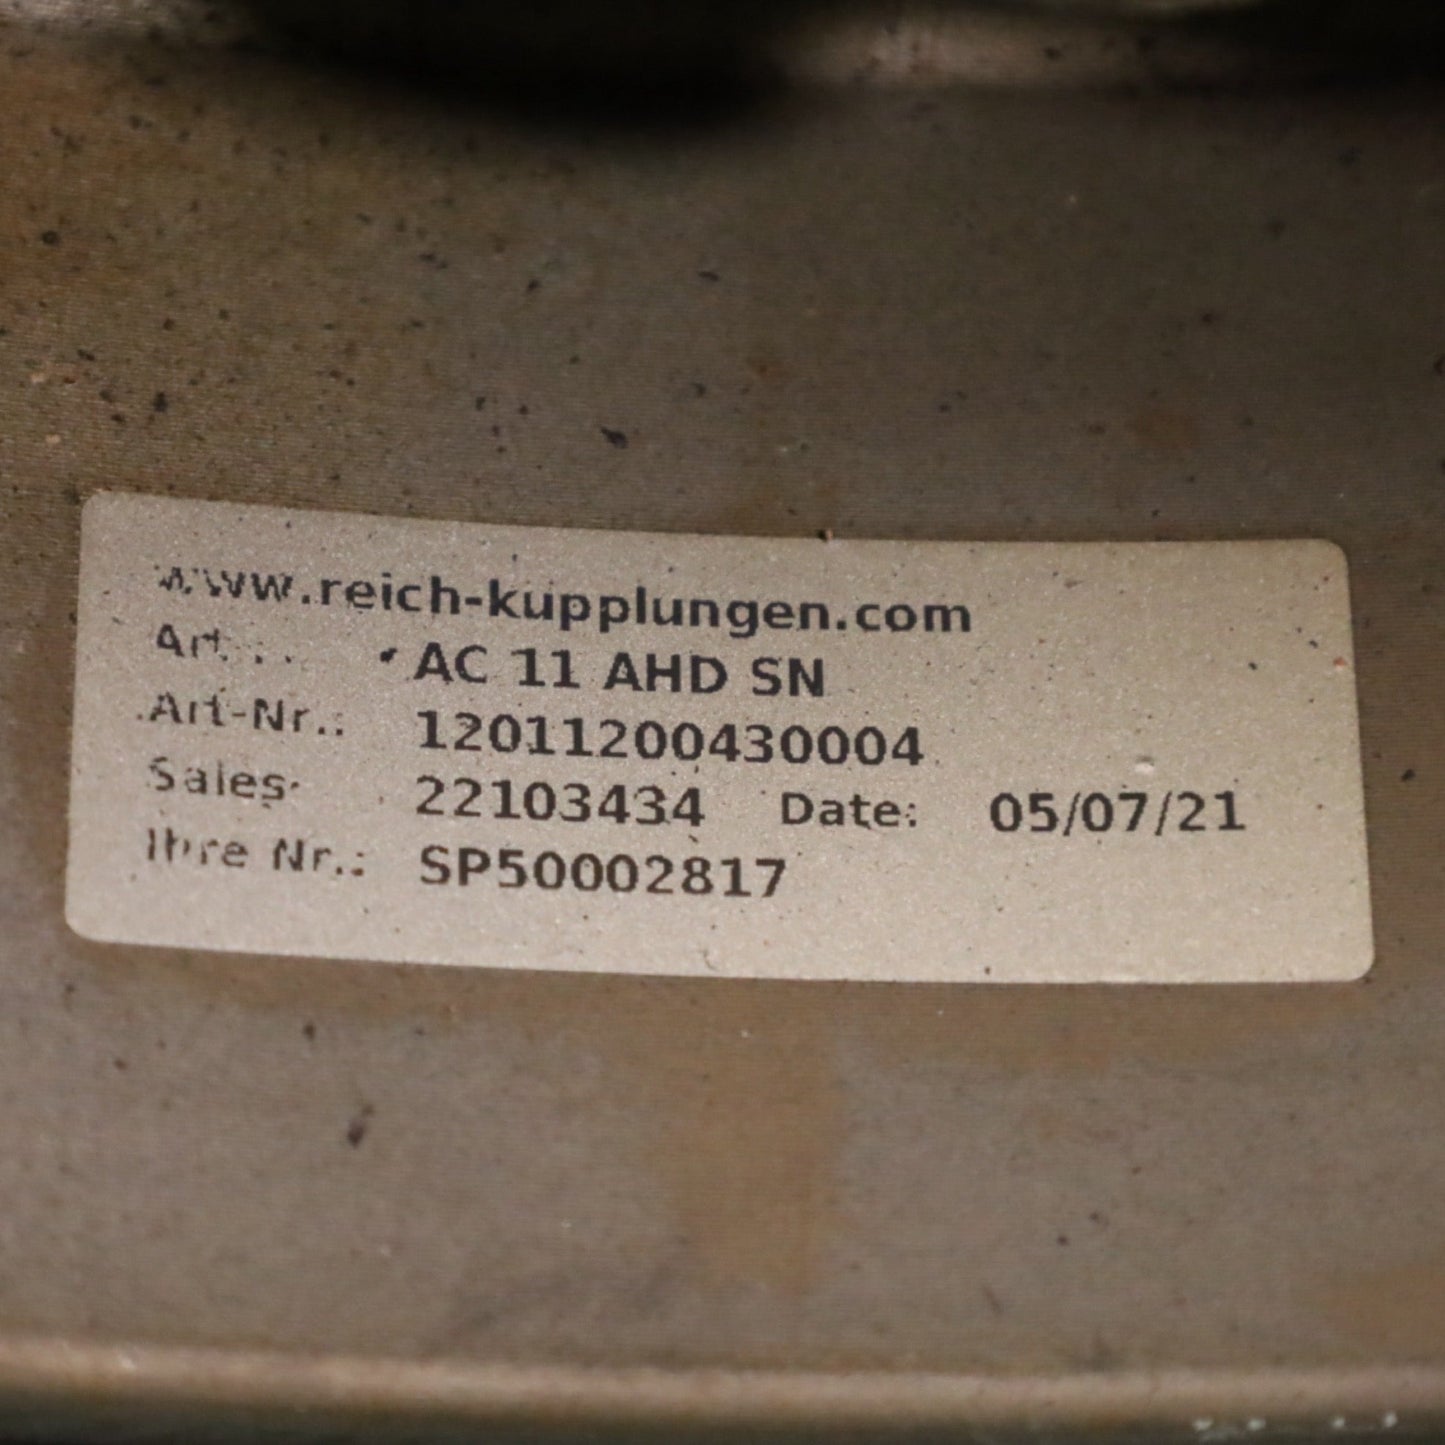 www.reich-kupplungen.com
Art.: AC 11 AHD SN
Art-Nr.: 12011200430004
Sales: 22103434 Date: 05/07/21
Ihre Nr.: SP50002817